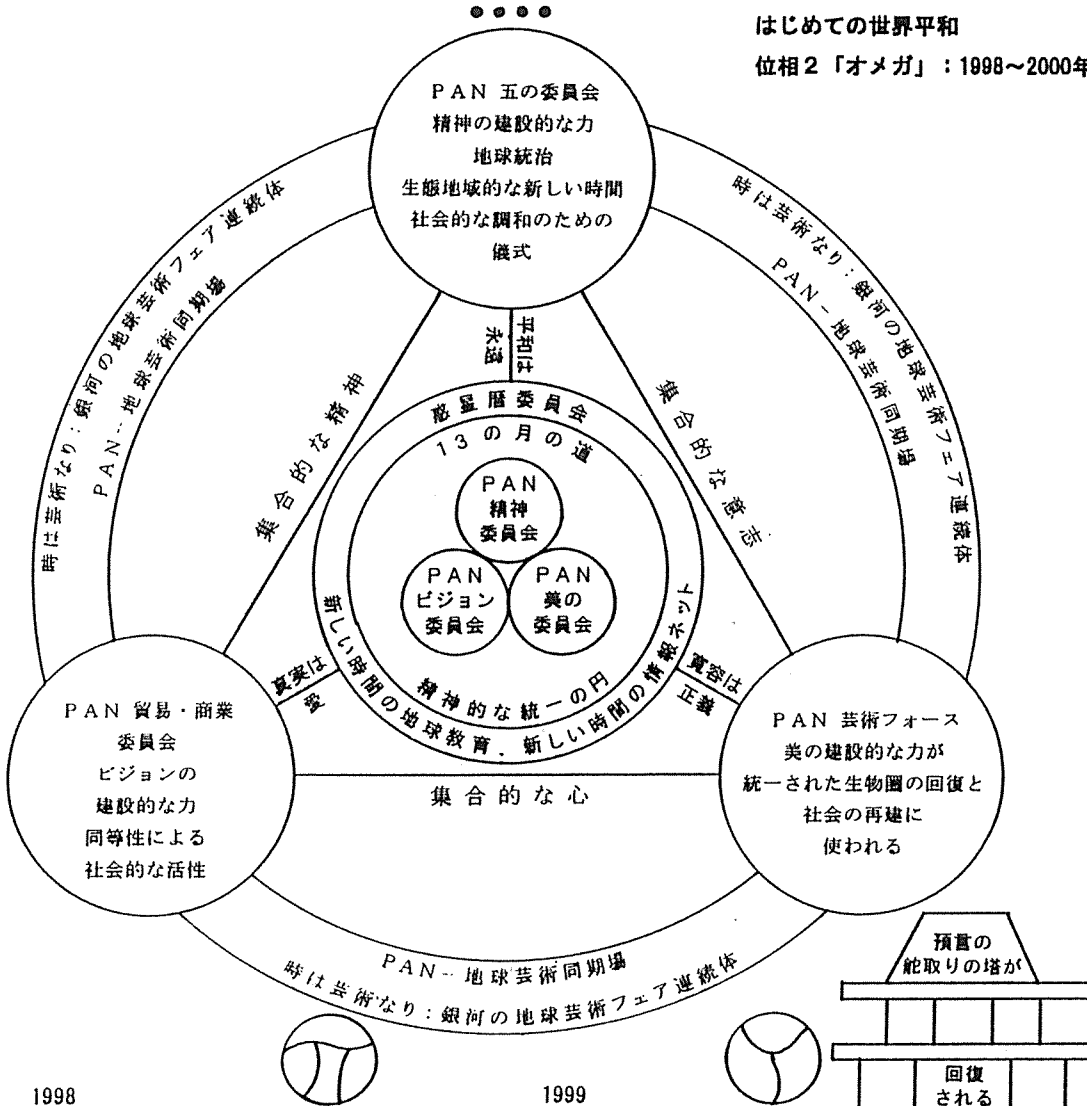 はじめての世界平和
位相2「オメガ」:1998~2000年
PAN 五の委員会
精神の建設的な力
地球統治
生態地域的な新しい時間
社会的な調和のための
儀式
時は芸術なり:銀河の地球芸術フェア連続体
PAN-地球芸術同期場
時は芸術なり:銀河の地球芸術フェア連続体
PAN-地球芸術同期場
平和は
永遠
集合的な精神
集合的な意志
惑星暦委員会
13の月の道
PAN
精神
委員会
PAN
ビジョン
委員会
PAN
美の
委員会
精神的な統一の円
新しい時間の地球教育、新しい時間の情報ネット
真実は
愛
寛容は
正義
PAN 貿易・商業
委員会
ビジョンの
建設的な力
同等性による
社会的な活性
集合的な心
PAN 芸術フォース
美の建設的な力が
統一された生物圏の回復と
社会の再建に
使われる
PAN-地球芸術同期場
時は芸術なり:銀河の地球芸術フェア連続体
預言の
舵取りの塔が
回復
される
1998
1999